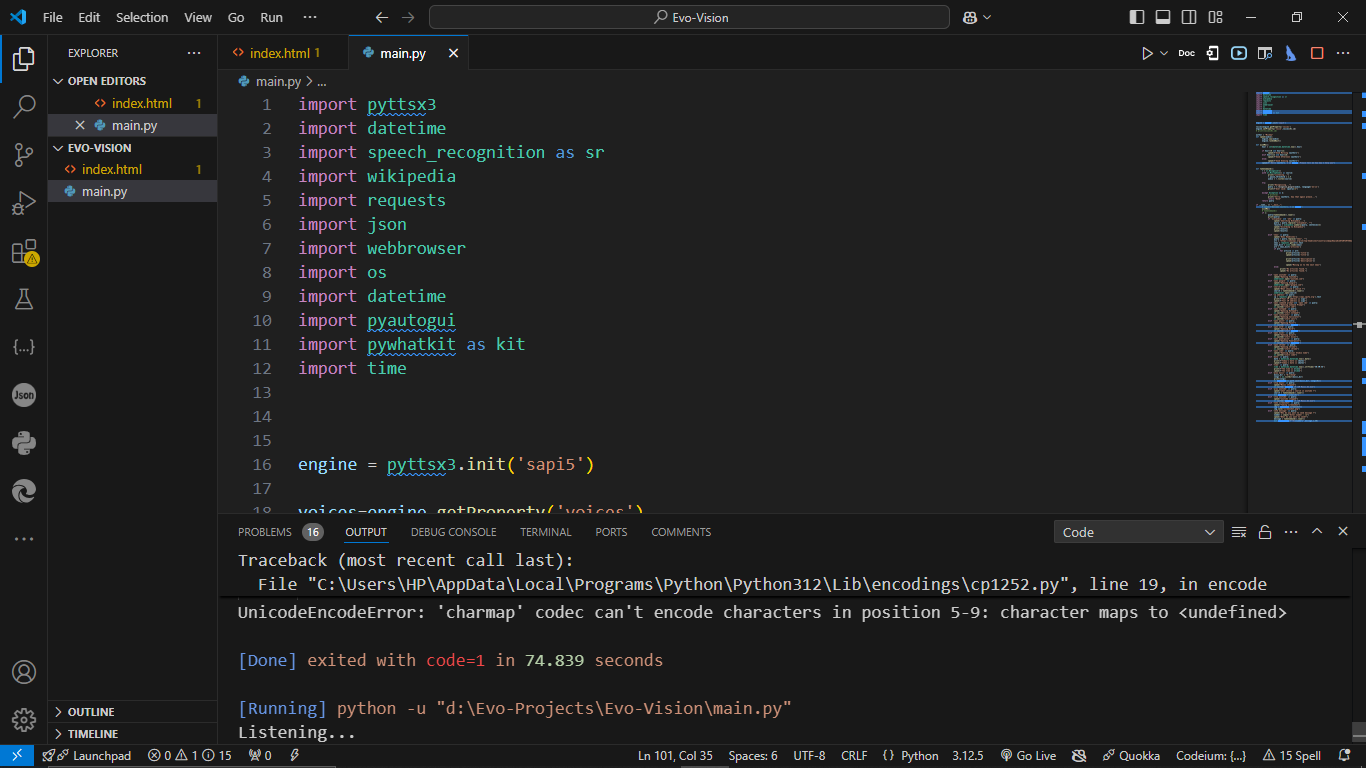 File Edit Selection View Go Run ··· Evo-Vision
EXPLORER
OPEN EDITORS
index.html 1
main.py
EVO-VISION
index.html 1
main.py
OUTLINE
TIMELINE
index.html 1 main.py
Doc
main.py > ...
1 import pyttsx3
2 import datetime
3 import speech_recognition as sr
4 import wikipedia
5 import requests
6 import json
7 import webbrowser
8 import os
9 import datetime
10 import pyautogui
11 import pywhatkit as kit
12 import time
13
14
15
16 engine = pyttsx3.init('sapi5')
17
18 voices=engine.getProperty('voices')
Json
PROBLEMS 16 OUTPUT DEBUG CONSOLE TERMINAL PORTS COMMENTS Code
Traceback (most recent call last):
File "C:\Users\HP\AppData\Local\Programs\Python\Python312\Lib\encodings\cp1252.py", line 19, in encode
UnicodeEncodeError: 'charmap' codec can't encode characters in position 5-9: character maps to <undefined>
[Done] exited with code=1 in 74.839 seconds
[Running] python -u "d:\Evo-Projects\Evo-Vision\main.py"
Listening...
Launchpad 0 1 15 0 Ln 101, Col 35 Spaces: 6 UTF-8 CRLF {} Python 3.12.5 Go Live Quokka Codeium: {...} 15 Spell